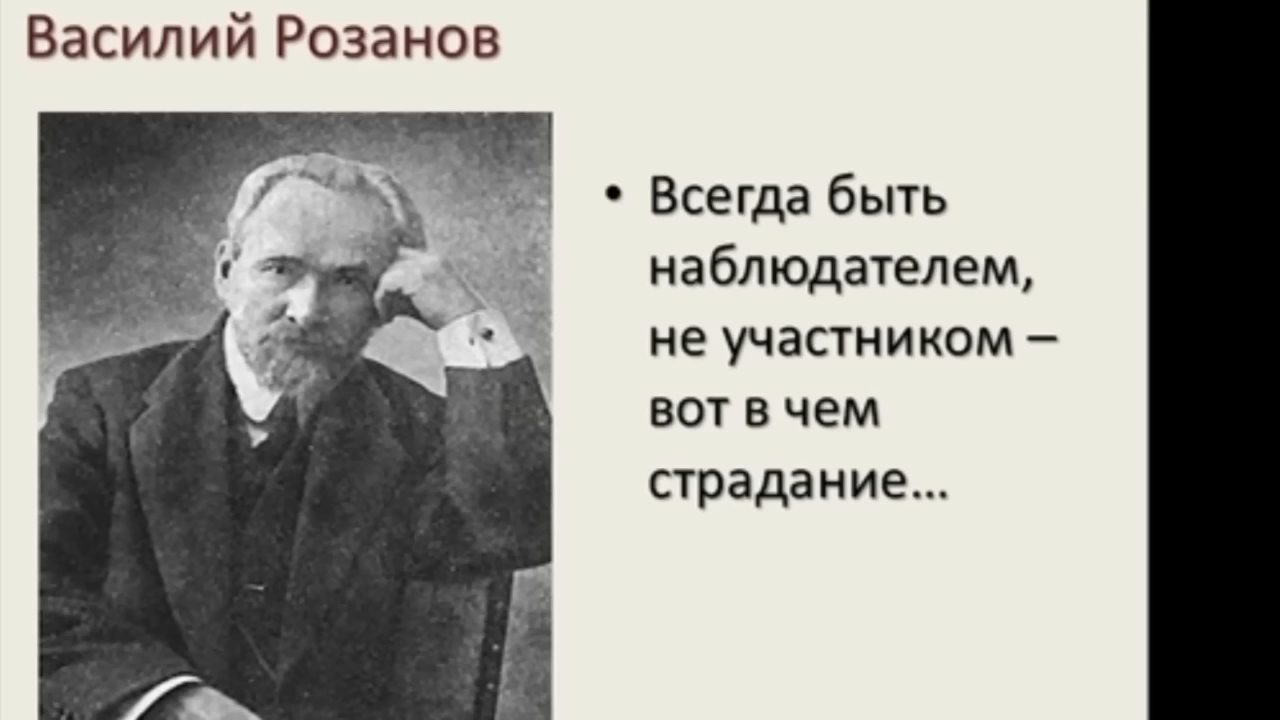 Василий Розанов
• Всегда быть
наблюдателем,
не участником –
вот в чем
страдание…